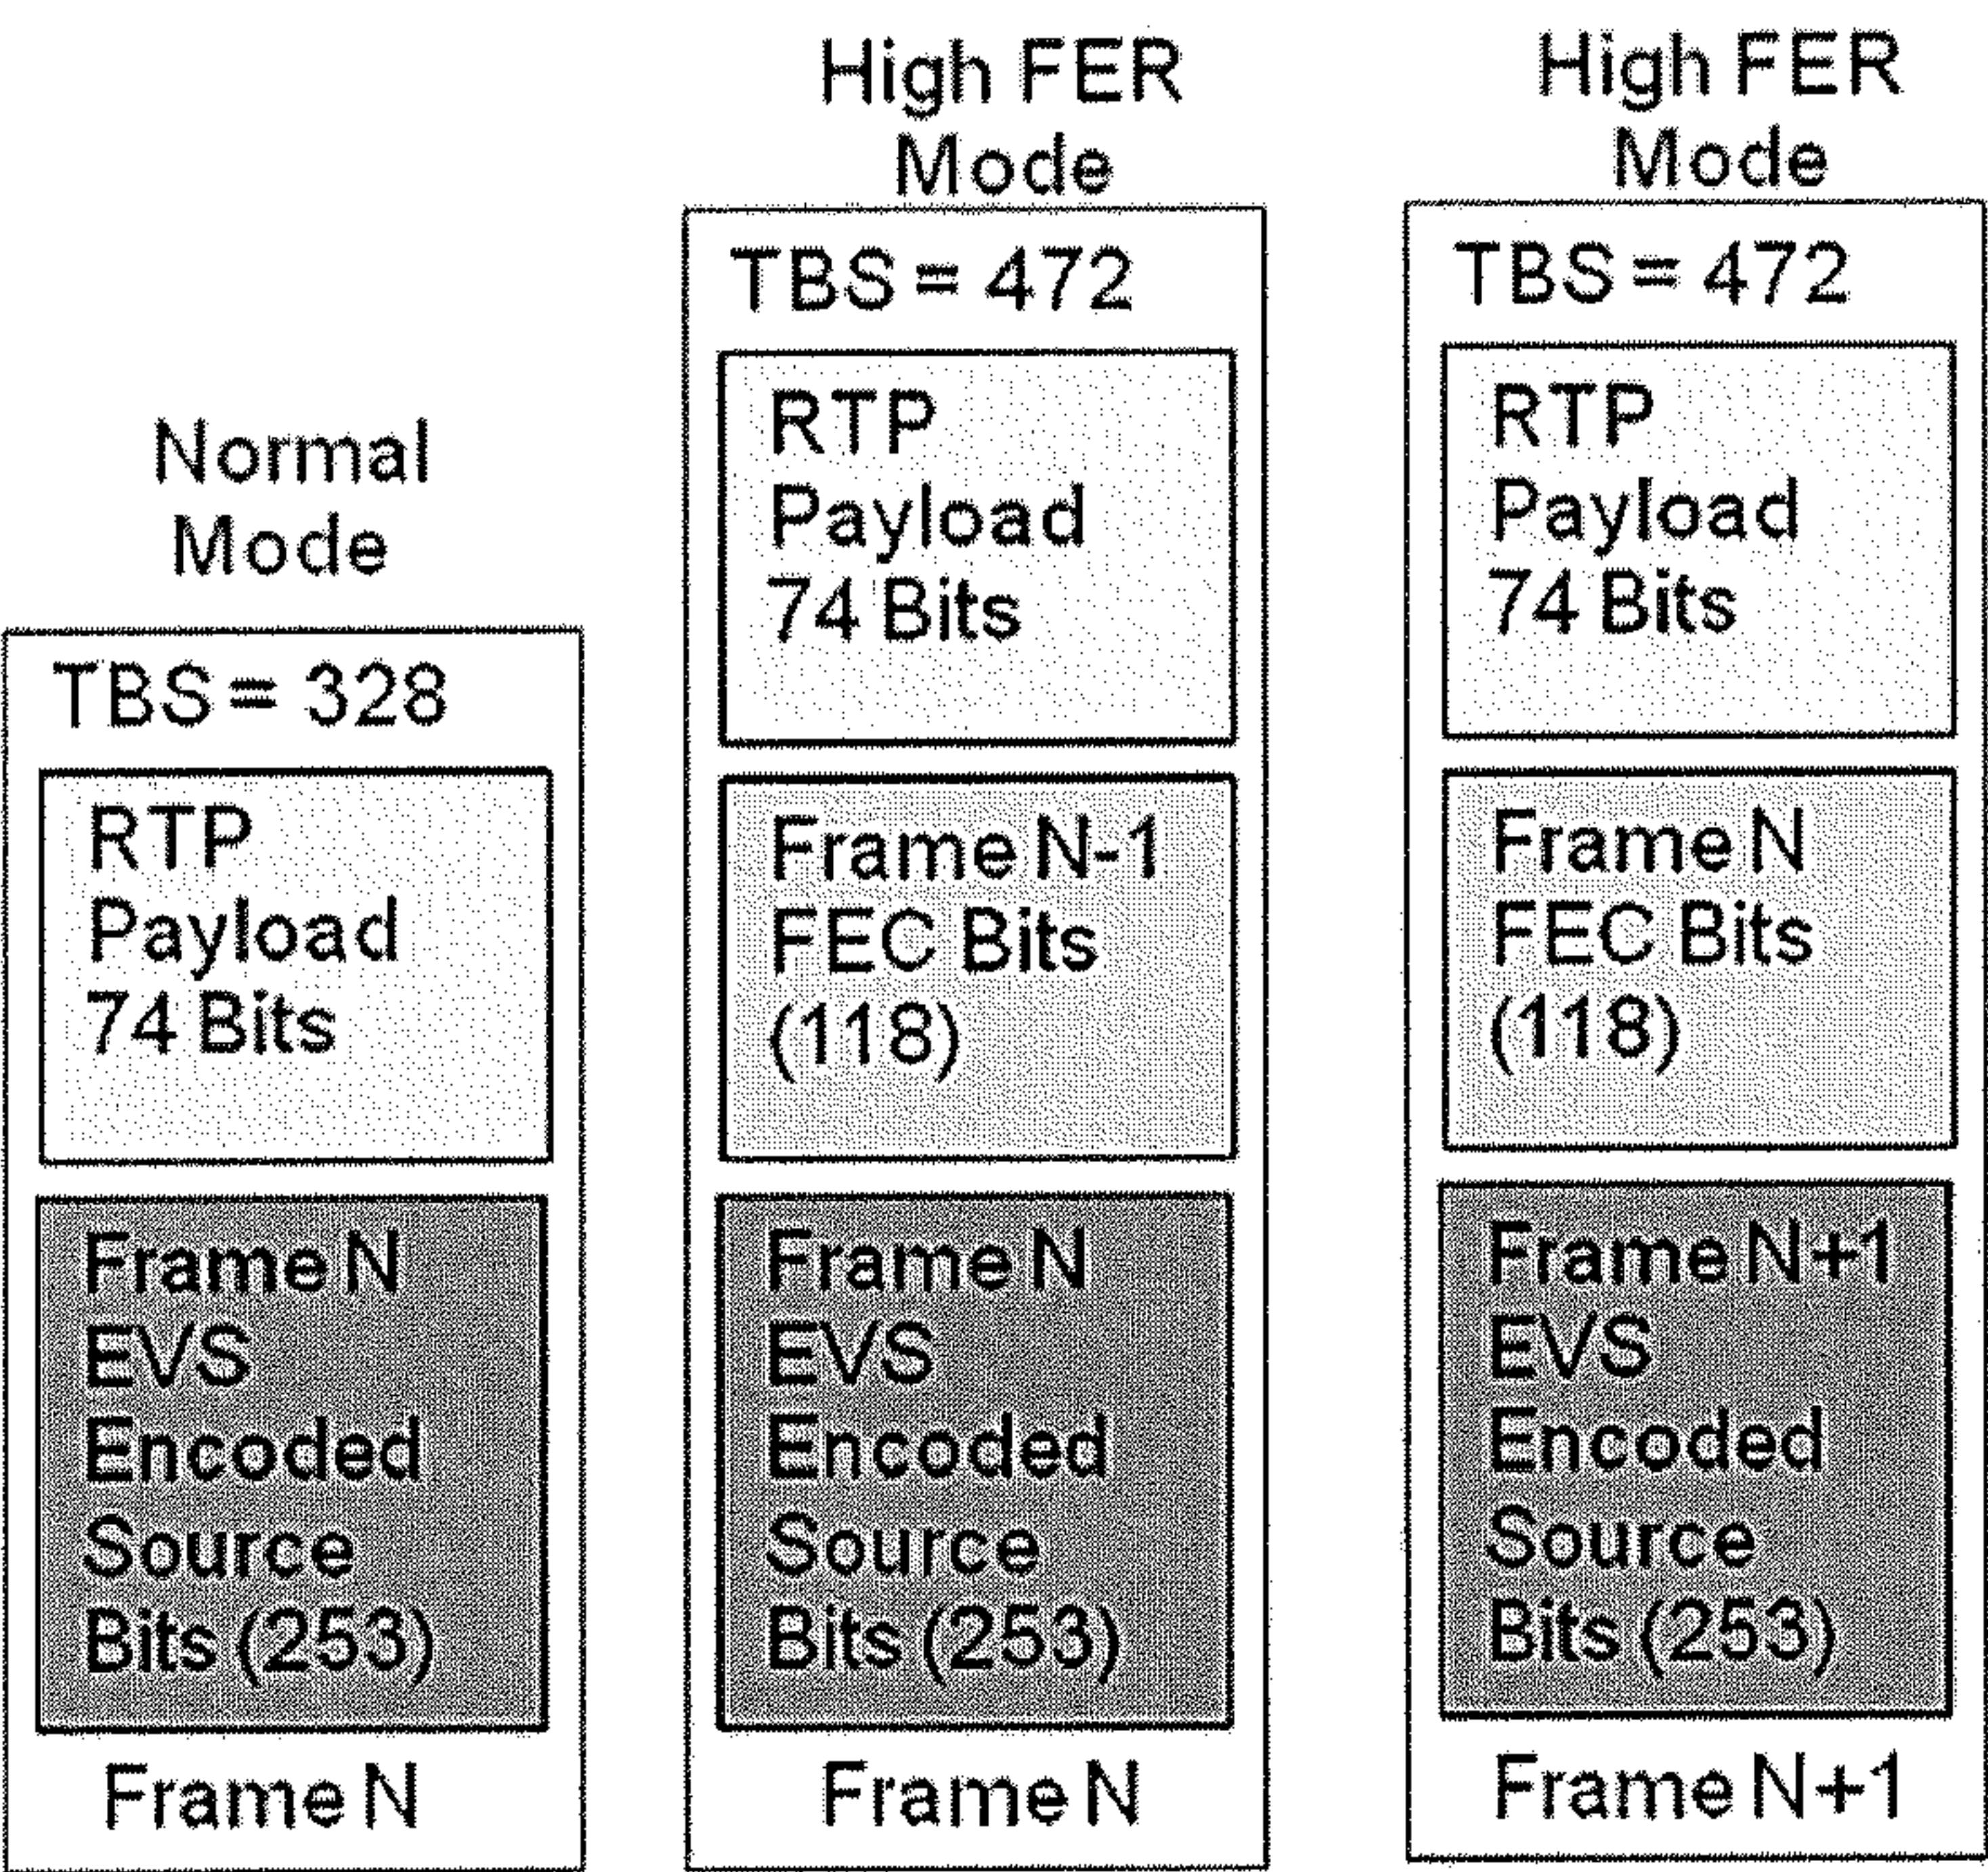 Normal
Mode
TBS = 328
RTP
Payload
74 Bits
Frame N
EVS
Encoded
Source
Bits (253)
Frame N
High FER
Mode
TBS = 472
RTP
Payload
74 Bits
Frame N-1
FEC Bits
(118)
Frame N
EVS
Encoded
Source
Bits (253)
Frame N
High FER
Mode
TBS = 472
RTP
Payload
74 Bits
Frame N
FEC Bits
(118)
Frame N+1
EVS
Encoded
Source
Bits (253)
Frame N+1